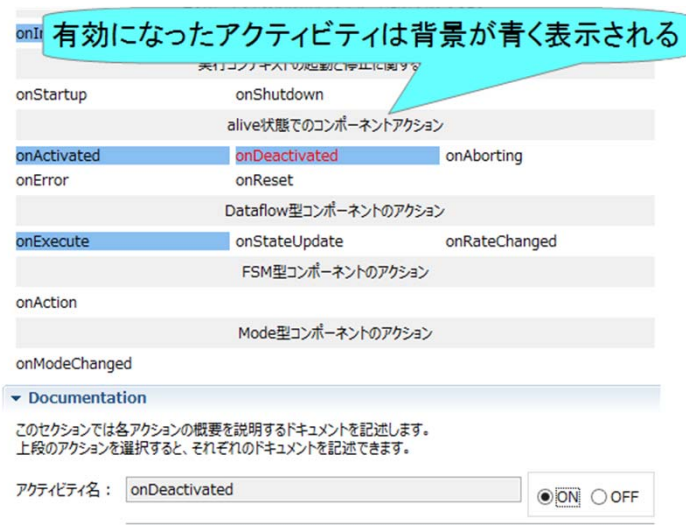 有効になったアクティビティは背景が青く表示される
onStartup onShutdown
alive状態でのコンポーネントアクション
onActivated onDeactivated onAborting
onError onReset
Dataflow型コンポーネントのアクション
onExecute onStateUpdate onRateChanged
FSM型コンポーネントのアクション
onAction
Mode型コンポーネントのアクション
onModeChanged
Documentation
このセクションでは各アクションの概要を説明するドキュメントを記述します。
上段のアクションを選択すると、それぞれのドキュメントを記述できます。
アクティビティ名： onDeactivated ON OFF